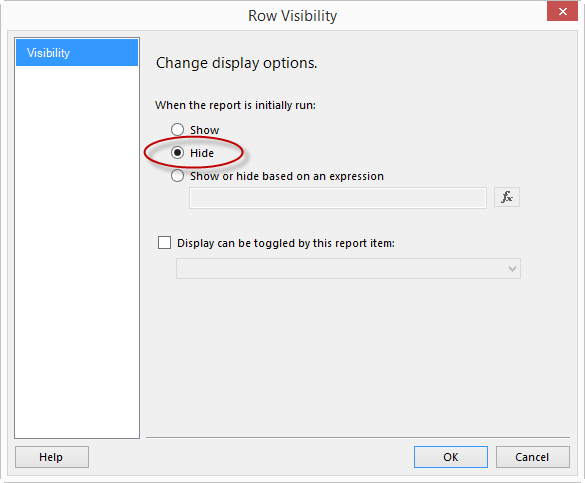 Row Visibility
Visibility
Change display options.
When the report is initially run:
Show
Hide
Show or hide based on an expression
fx
Display can be toggled by this report item:
Help
OK
Cancel